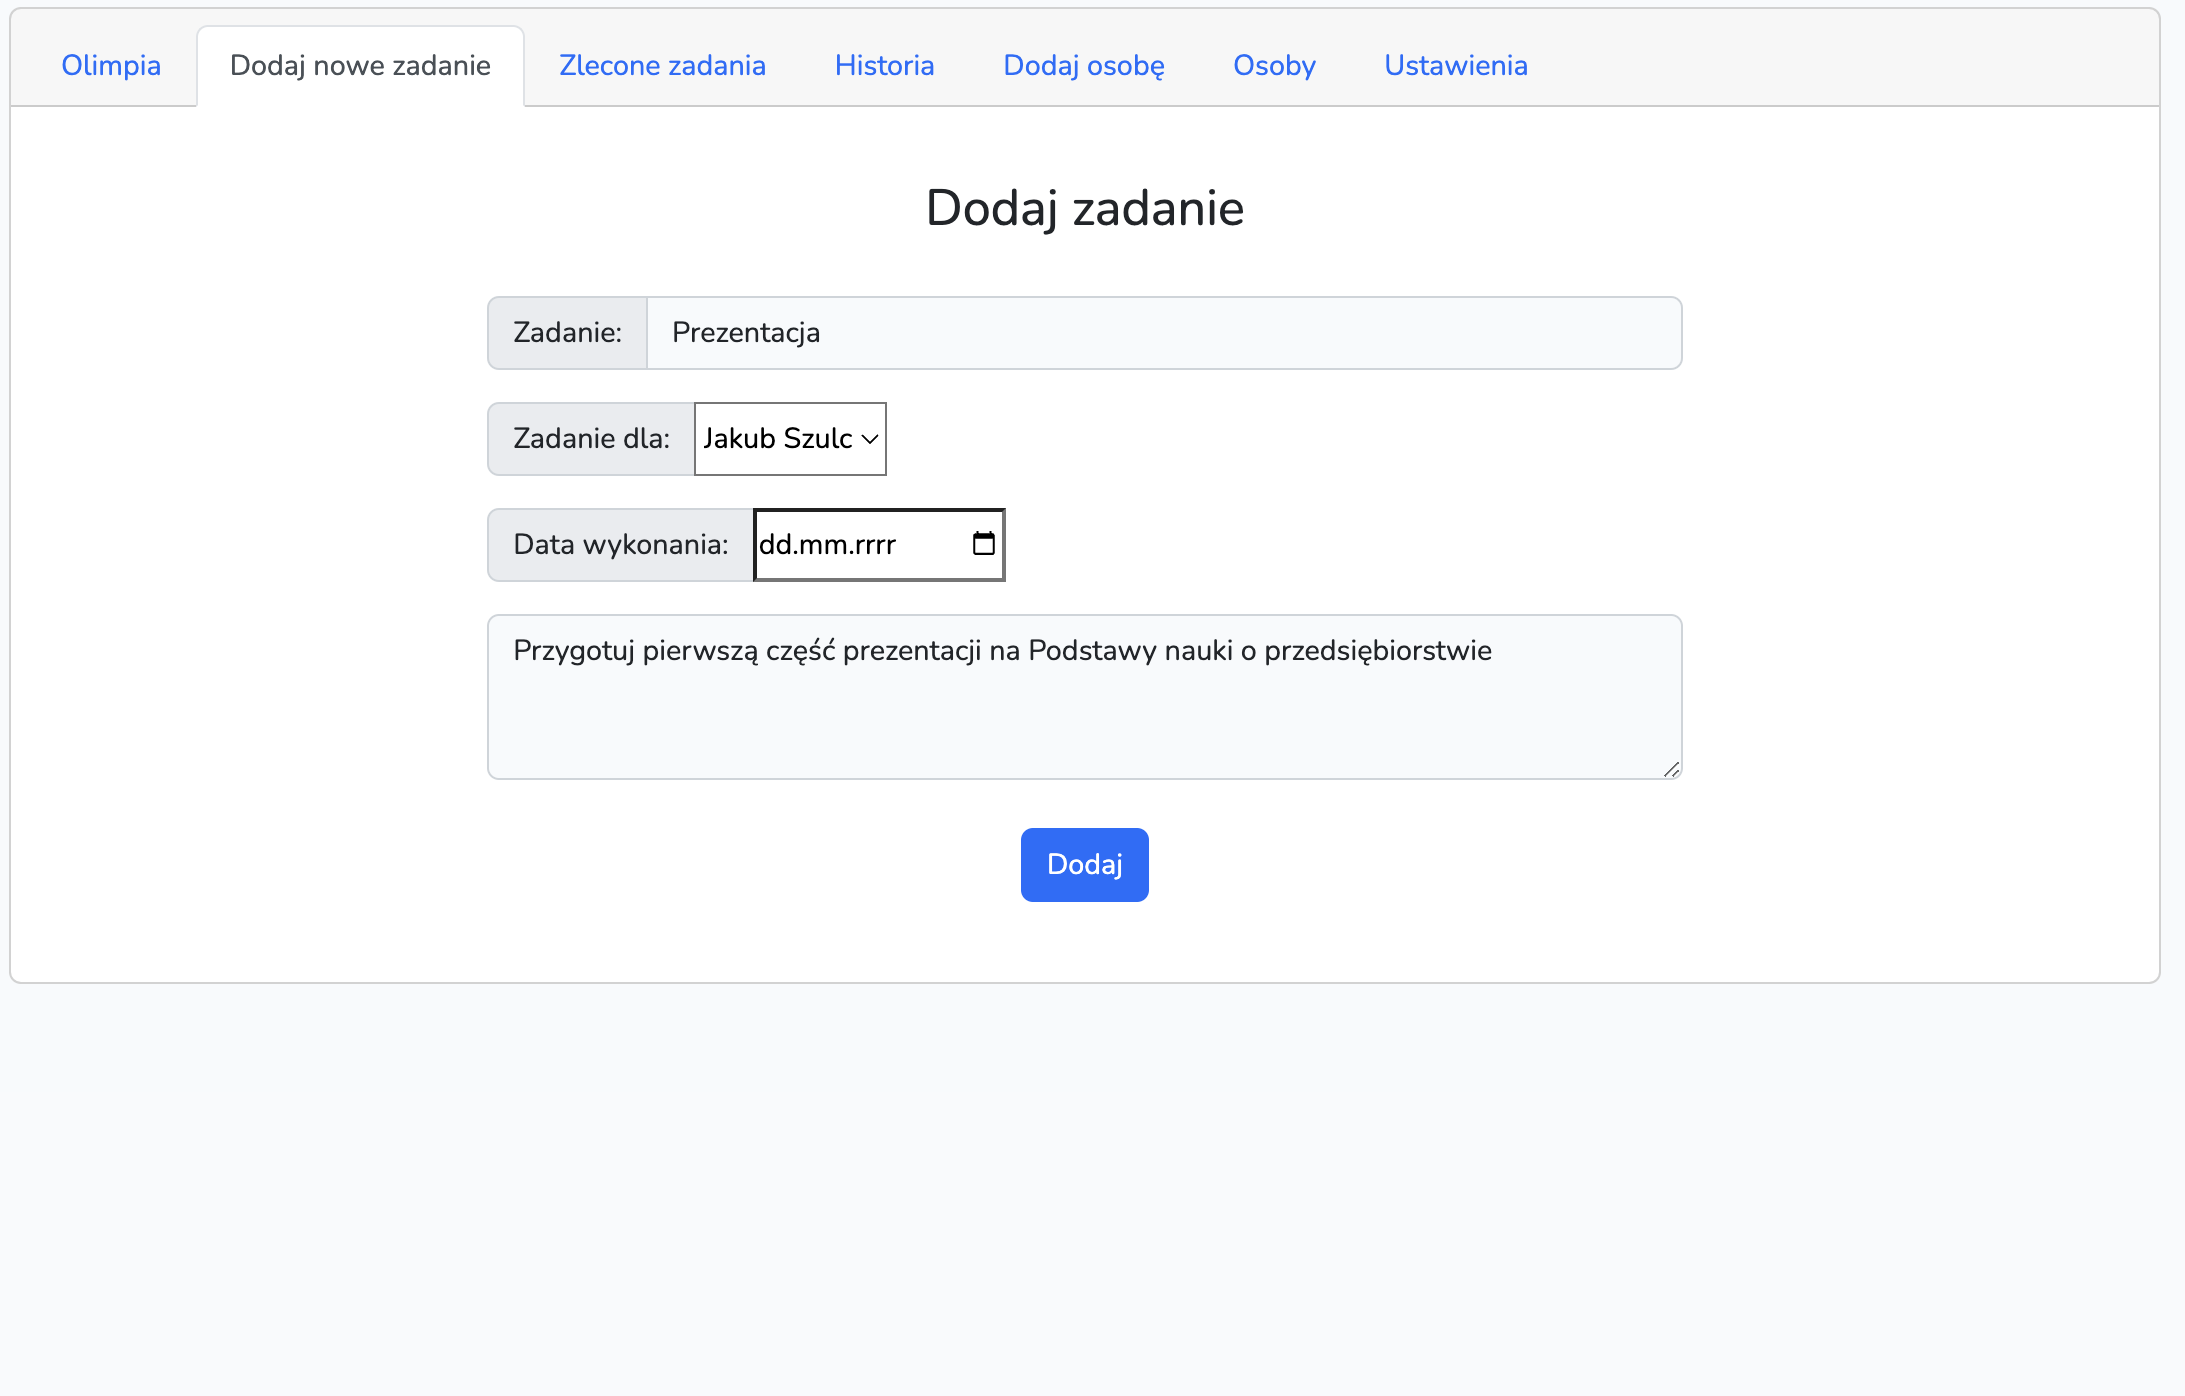 Olimpia Dodaj nowe zadanie Zlecone zadania Historia Dodaj osobę Osoby Ustawienia
Dodaj zadanie
Zadanie: Prezentacja
Zadanie dla: Jakub Szulc
Data wykonania: dd.mm.rrrr
Przygotuj pierwszą część prezentacji na Podstawy nauki o przedsiębiorstwie
Dodaj